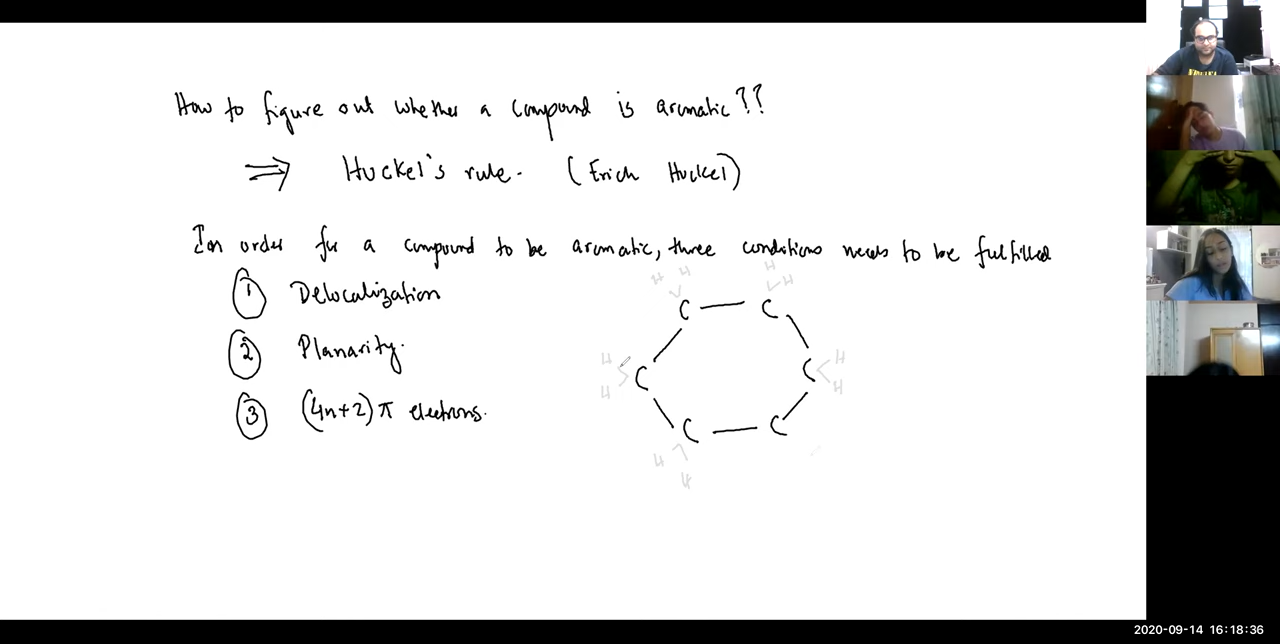 How to figure out whether a compound is aromatic??
⇒ Huckel's rule. (Erich Huckel)
In order for a compound to be aromatic, three conditions needs to be fulfilled
① Delocalization
② Planarity.
③ (4n+2) π electrons.
H H H H
C — C
H C C H
H H
C — C
H
H
2020-09-14 16:18:36